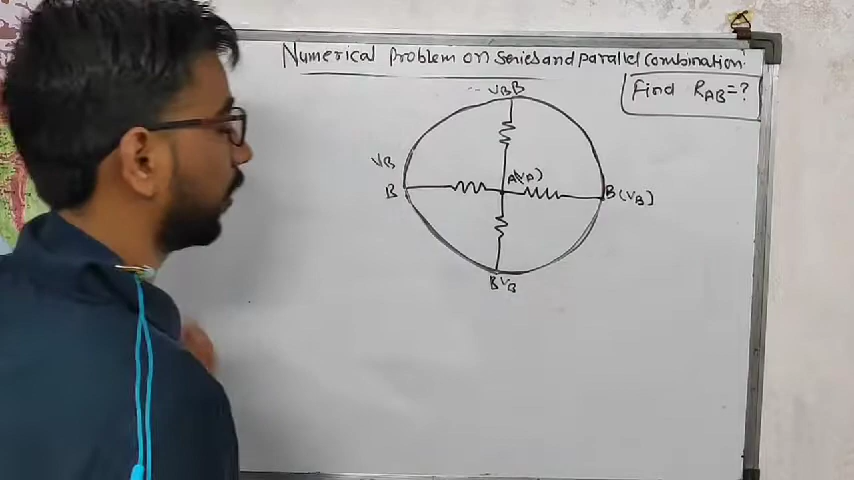 Numerical Problem on Series and parallel Combination:
Find RAB=?
VB B
VB
B
A(VA)
B(VB)
B VB